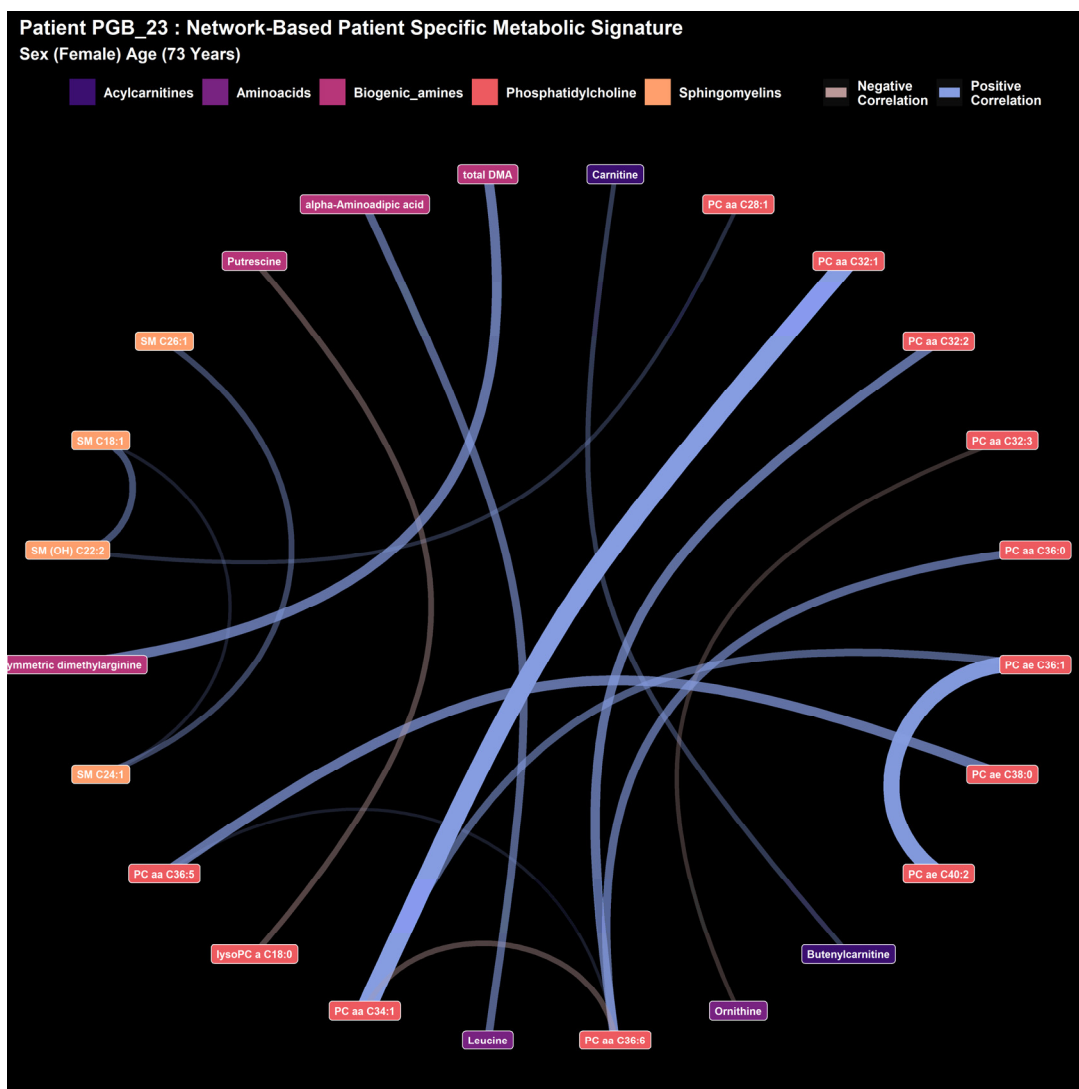 Patient PGB_23 : Network-Based Patient Specific Metabolic Signature
Sex (Female) Age (73 Years)
Acylcarnitines
Aminoacids
Biogenic_amines
Phosphatidylcholine
Sphingomyelins
Negative
Correlation
Positive
Correlation
total DMA
Carnitine
alpha-Aminoadipic acid
PC aa C28:1
Putrescine
PC aa C32:1
SM C26:1
PC aa C32:2
SM C18:1
PC aa C32:3
SM (OH) C22:2
PC aa C36:0
ymmetric dimethylarginine
PC ae C36:1
SM C24:1
PC ae C38:0
PC aa C36:5
PC ae C40:2
lysoPC a C18:0
Butenylcarnitine
PC aa C34:1
Ornithine
Leucine
PC aa C36:6